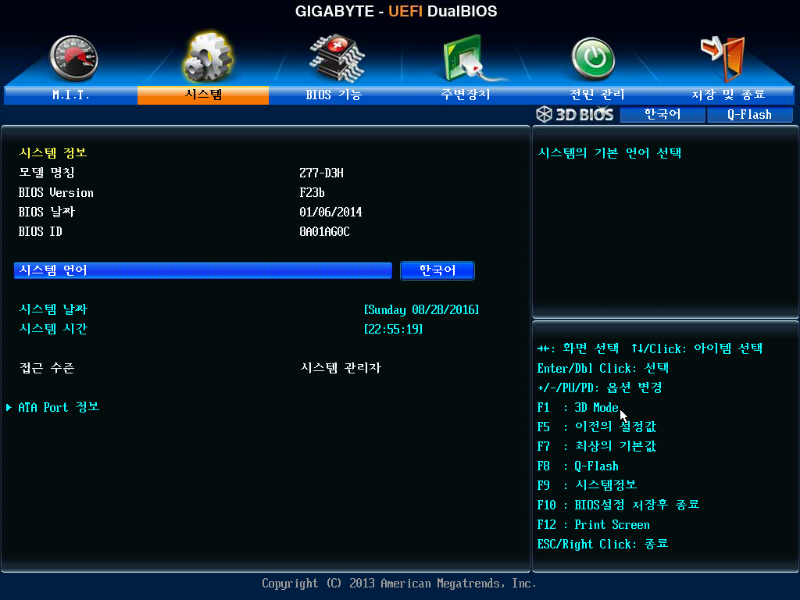 GIGABYTE - UEFI DualBIOS
M.I.T. 시스템 BIOS 기능 주변장치 전원 관리 저장 및 종료
3D BIOS 한국어 Q-Flash
시스템 정보
모델 명칭 Z77-D3H
BIOS Version F23b
BIOS 날짜 01/06/2014
BIOS ID 8A01AG0C
시스템 언어 한국어
시스템 날짜 [Sunday 08/28/2016]
시스템 시간 [22:55:19]
접근 수준 시스템 관리자
ATA Port 정보
시스템의 기본 언어 선택
→←: 화면 선택 ↑↓/Click: 아이템 선택
Enter/Dbl Click: 선택
+/-/PU/PD: 옵션 변경
F1 : 3D Mode
F5 : 이전의 설정값
F7 : 최상의 기본값
F8 : Q-Flash
F9 : 시스템정보
F10 : BIOS설정 저장후 종료
F12 : Print Screen
ESC/Right Click: 종료
Copyright (C) 2013 American Megatrends, Inc.